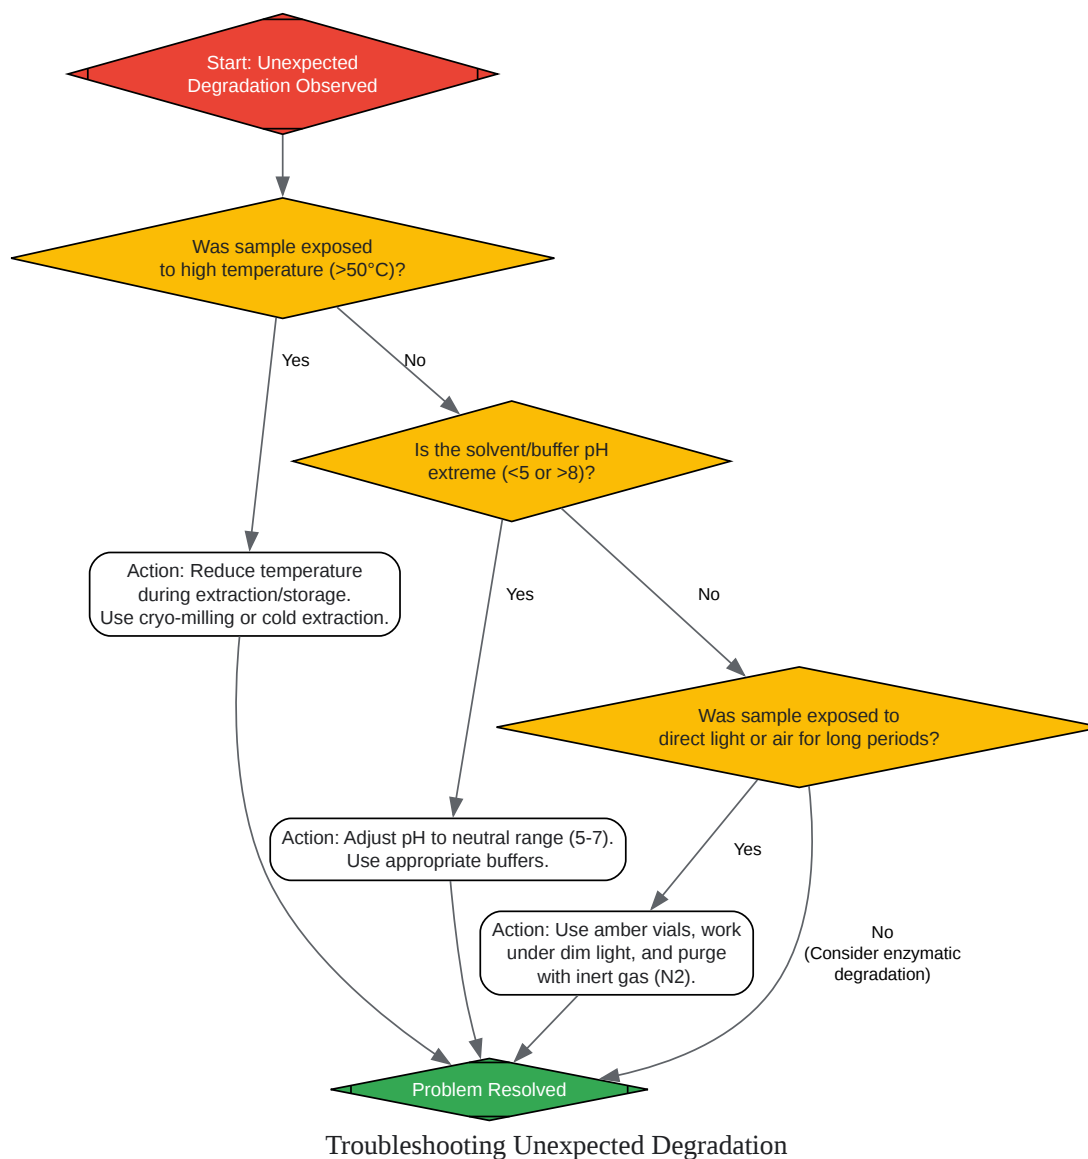 Start: Unexpected
Degradation Observed
Was sample exposed
to high temperature (>50°C)?
Yes
No
Is the solvent/buffer pH
extreme (<5 or >8)?
Action: Reduce temperature
during extraction/storage.
Use cryo-milling or cold extraction.
Yes
No
Was sample exposed to
direct light or air for long periods?
Action: Adjust pH to neutral range (5-7).
Use appropriate buffers.
Yes
Action: Use amber vials, work
under dim light, and purge
with inert gas (N2).
No
(Consider enzymatic
degradation)
Problem Resolved
Troubleshooting Unexpected Degradation